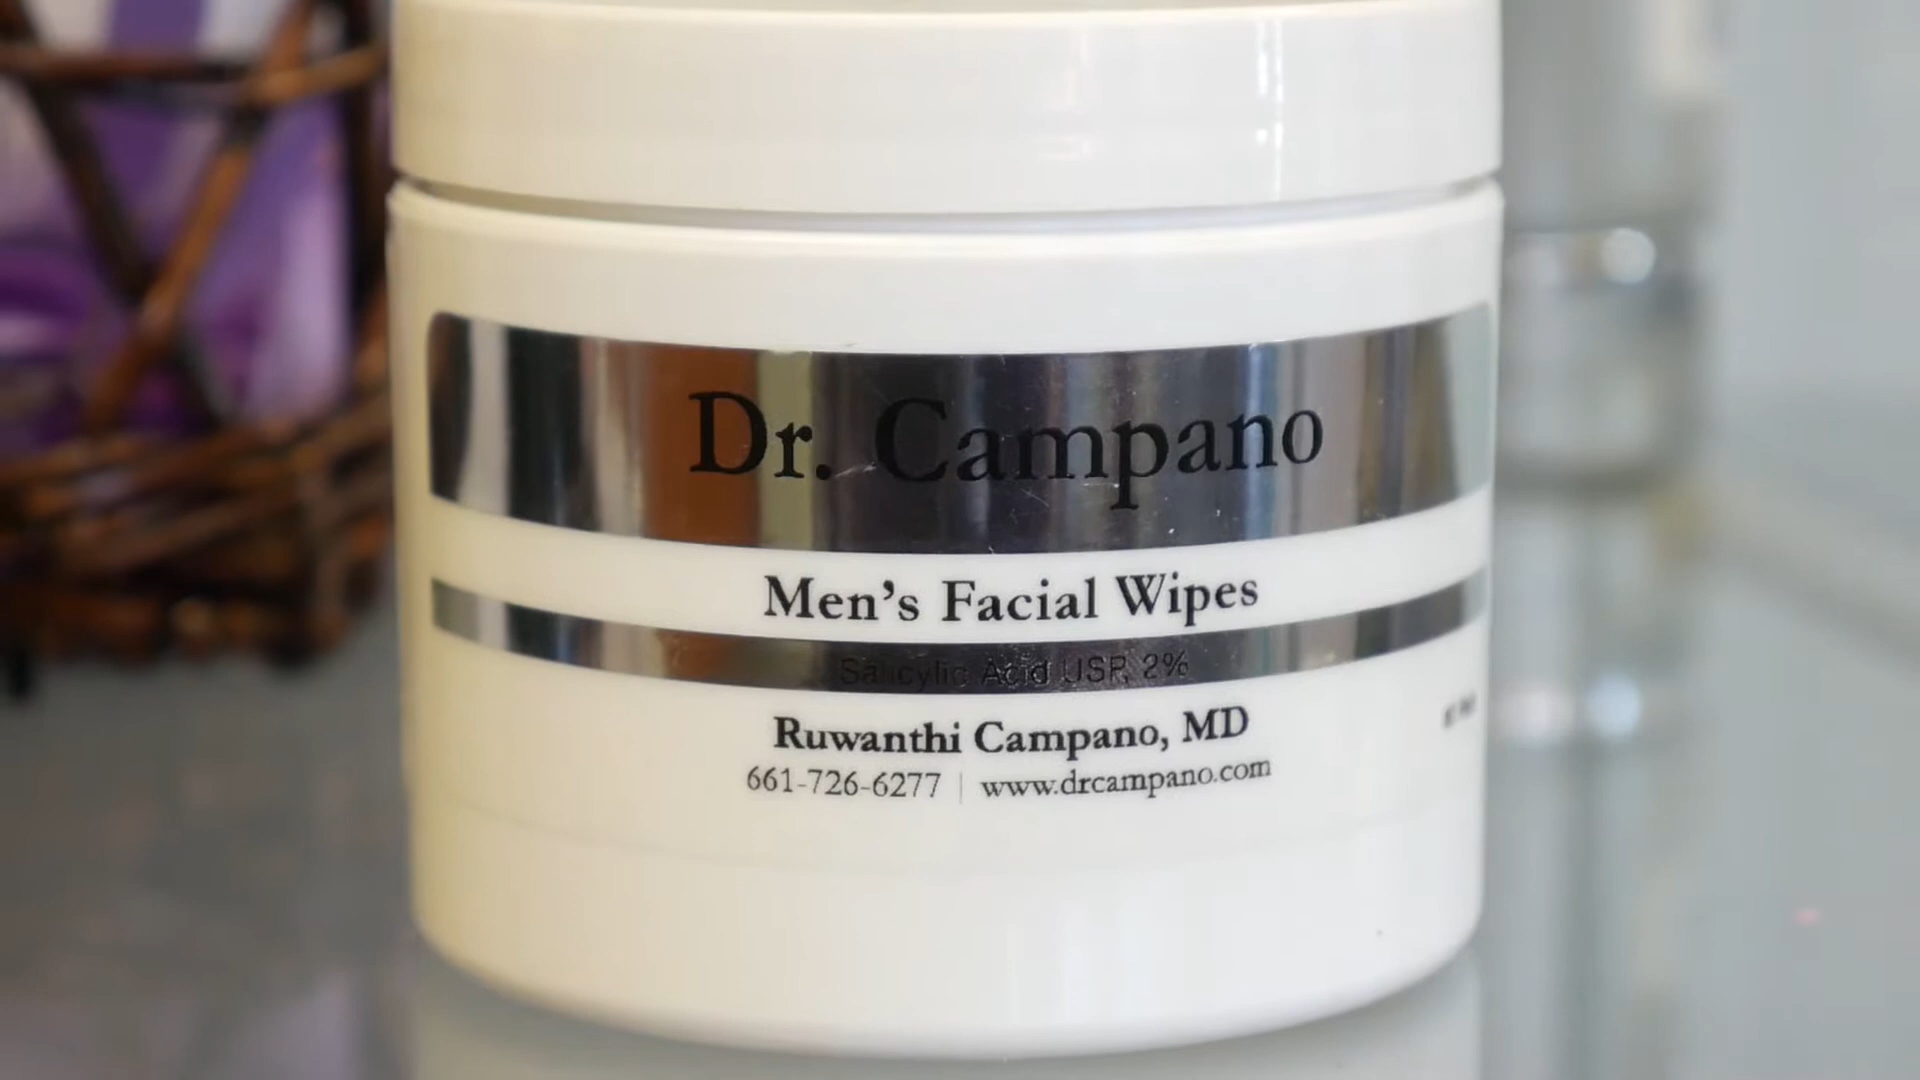 Dr. Campano
Men's Facial Wipes
Salicylic Acid USP, 2%
Ruwanthi Campano, MD
661-726-6277 | www.drcampano.com